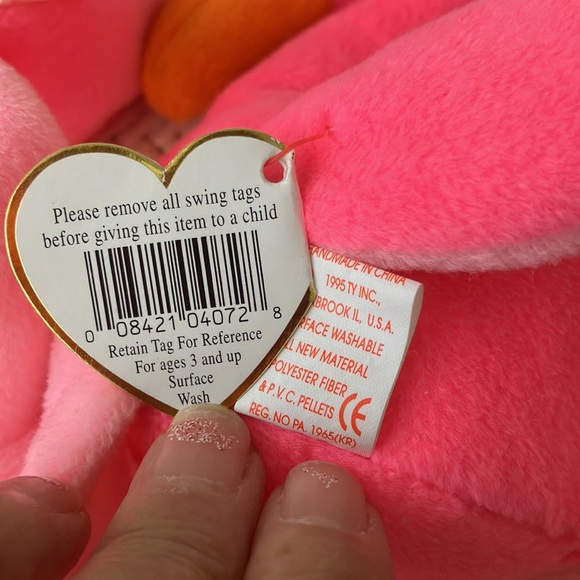 Please remove all swing tags
before giving this item to a child
0 08421 04072 8
Retain Tag For Reference
For ages 3 and up
Surface
Wash
HANDMADE IN CHINA
1995 TY INC.,
BROOK IL, U.S.A.
RFACE WASHABLE
L NEW MATERIAL
POLYESTER FIBER
& P.V.C. PELLETS CE
REG. NO PA. 1965(KR)